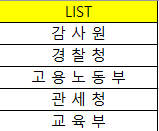 LIST
감 사 원
경 찰 청
고 용 노 동 부
관 세 청
교 육 부